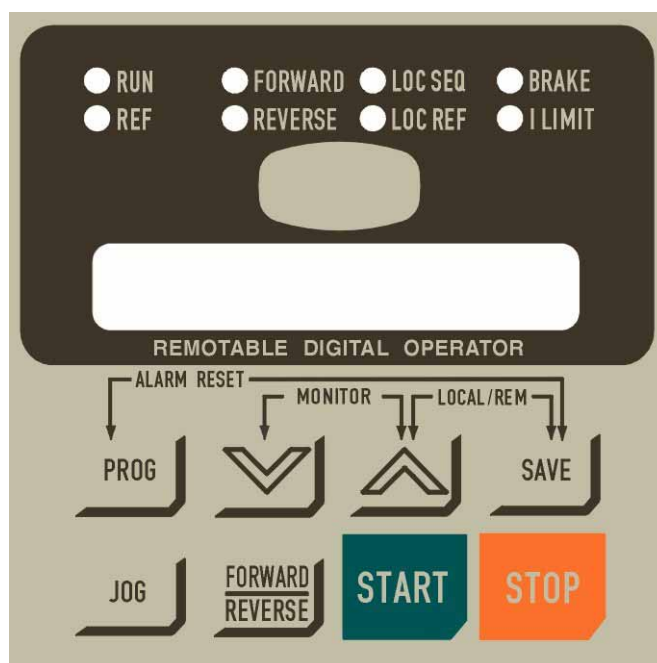 RUN FORWARD LOC SEQ BRAKE
REF REVERSE LOC REF I LIMIT
REMOTABLE DIGITAL OPERATOR
ALARM RESET
MONITOR LOCAL/REM
PROG SAVE
JOG FORWARD REVERSE START STOP